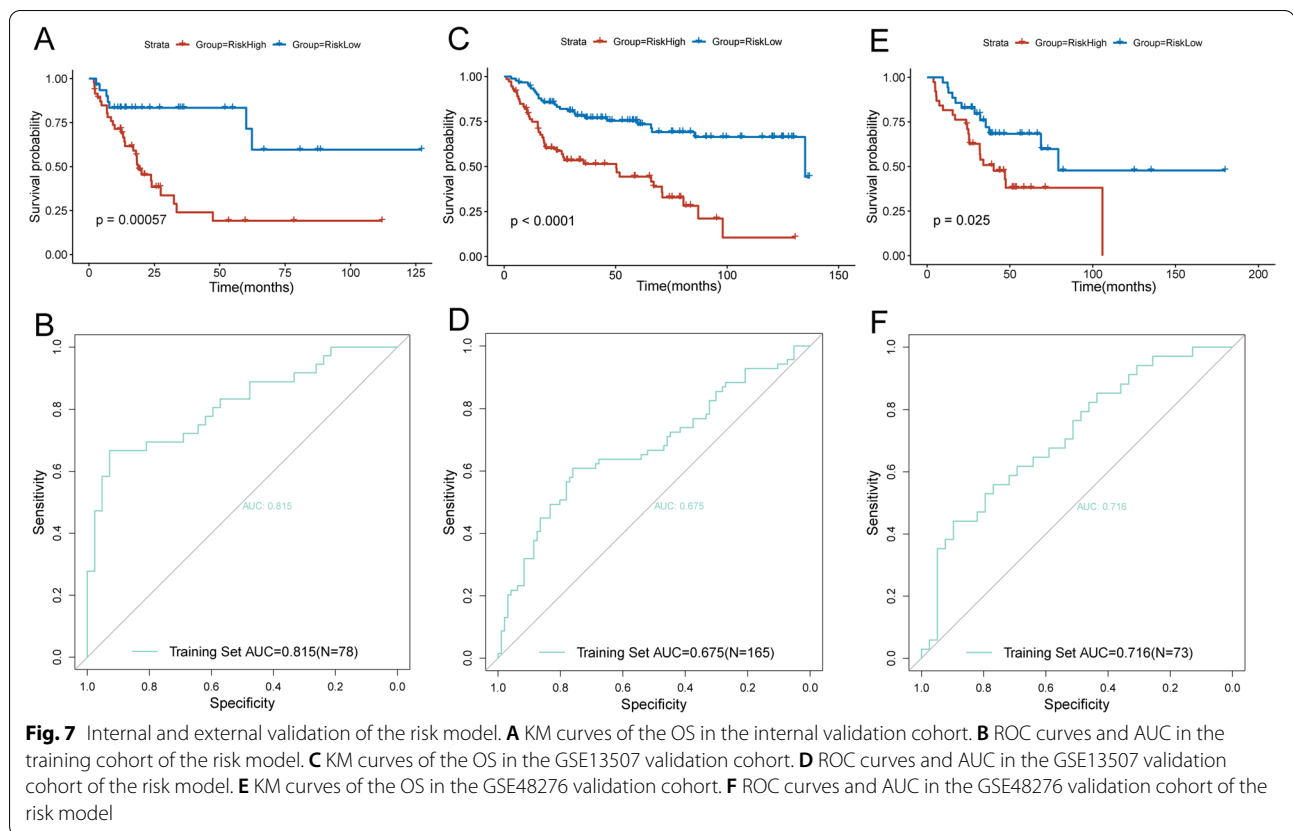 A
Strata Group=RiskHigh Group=RiskLow
Survival probability
1.00
0.75
0.50
0.25
0.00
p = 0.00057
0 25 50 75 100 125
Time(months)
C
Strata Group=RiskHigh Group=RiskLow
Survival probability
1.00
0.75
0.50
0.25
0.00
p < 0.0001
0 50 100 150
Time(months)
E
Strata Group=RiskHigh Group=RiskLow
Survival probability
1.00
0.75
0.50
0.25
0.00
p = 0.025
0 50 100 150 200
Time(months)
B
Sensitivity
1.0
0.8
0.6
0.4
0.2
0.0
AUC: 0.815
Training Set AUC=0.815(N=78)
1.0 0.8 0.6 0.4 0.2 0.0
Specificity
D
Sensitivity
1.0
0.8
0.6
0.4
0.2
0.0
AUC: 0.675
Training Set AUC=0.675(N=165)
1.0 0.8 0.6 0.4 0.2 0.0
Specificity
F
Sensitivity
1.0
0.8
0.6
0.4
0.2
0.0
AUC: 0.716
Training Set AUC=0.716(N=73)
1.0 0.8 0.6 0.4 0.2 0.0
Specificity
Fig. 7 Internal and external validation of the risk model. A KM curves of the OS in the internal validation cohort. B ROC curves and AUC in the
training cohort of the risk model. C KM curves of the OS in the GSE13507 validation cohort. D ROC curves and AUC in the GSE13507 validation
cohort of the risk model. E KM curves of the OS in the GSE48276 validation cohort. F ROC curves and AUC in the GSE48276 validation cohort of the
risk model